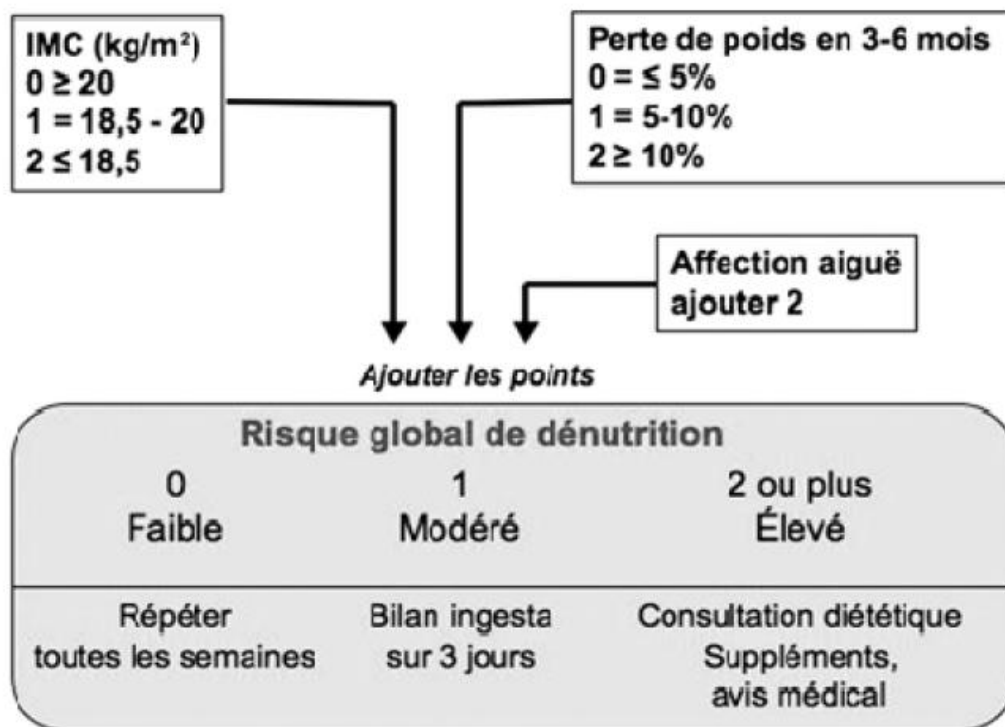 IMC (kg/m²)
0 ≥ 20
1 = 18,5 - 20
2 ≤ 18,5
Perte de poids en 3-6 mois
0 = ≤ 5%
1 = 5-10%
2 ≥ 10%
Affection aiguë
ajouter 2
Ajouter les points
Risque global de dénutrition
0
Faible
1
Modéré
2 ou plus
Élevé
Répéter
toutes les semaines
Bilan ingesta
sur 3 jours
Consultation diététique
Suppléments,
avis médical